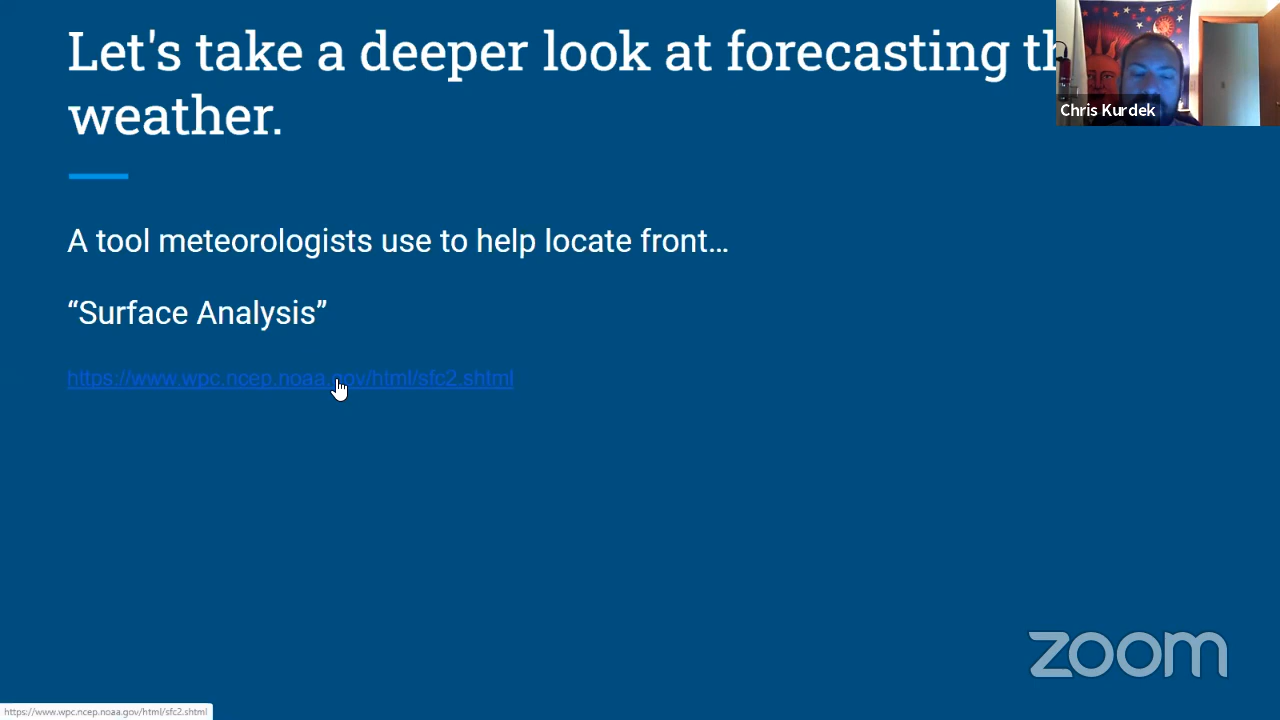 Let's take a deeper look at forecasting th
weather.
Chris Kurdek
A tool meteorologists use to help locate front…
“Surface Analysis”
https://www.wpc.ncep.noaa.gov/html/sfc2.shtml
zoom
https://www.wpc.ncep.noaa.gov/html/sfc2.shtml